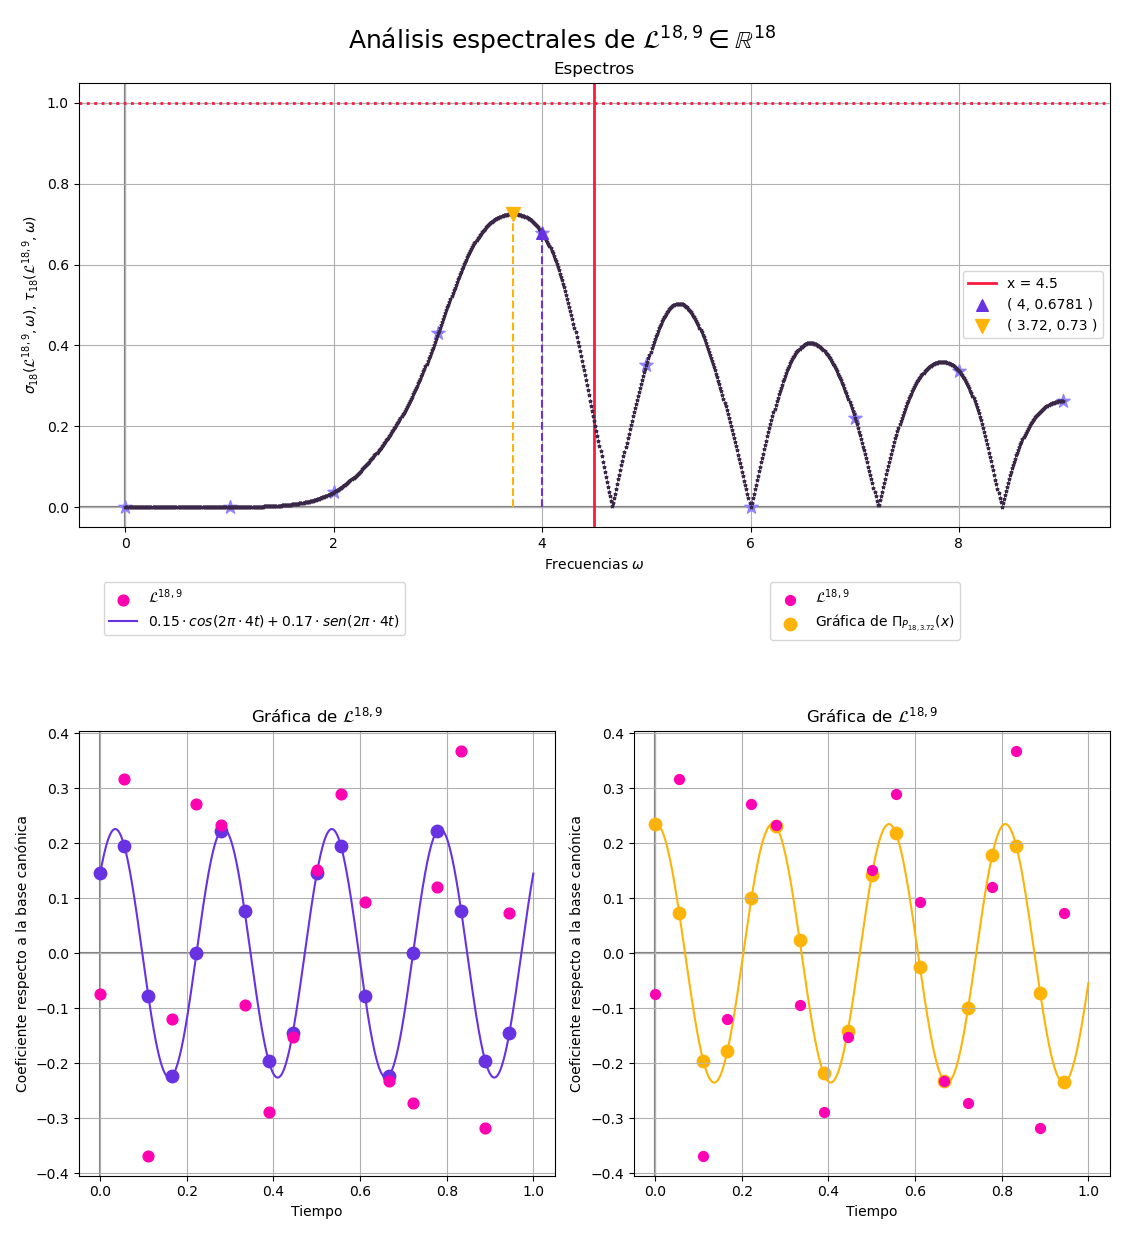 Análisis espectrales de ℒ^{18,9} ∈ ℝ^{18}
Espectros
σ_{18}(ℒ^{18,9}, ω), τ_{18}(ℒ^{18,9}, ω)
1.0
0.8
0.6
0.4
0.2
0.0
x = 4.5
( 4, 0.6781 )
( 3.72, 0.73 )
0 2 4 6 8
Frecuencias ω
ℒ^{18,9}
0.15 · cos(2π · 4t) + 0.17 · sen(2π · 4t)
ℒ^{18,9}
Gráfica de Π_{P_{18,3.72}}(x)
Gráfica de ℒ^{18,9}
Coeficiente respecto a la base canónica
0.4
0.3
0.2
0.1
0.0
−0.1
−0.2
−0.3
−0.4
0.0 0.2 0.4 0.6 0.8 1.0
Tiempo
Gráfica de ℒ^{18,9}
Coeficiente respecto a la base canónica
0.4
0.3
0.2
0.1
0.0
−0.1
−0.2
−0.3
−0.4
0.0 0.2 0.4 0.6 0.8 1.0
Tiempo